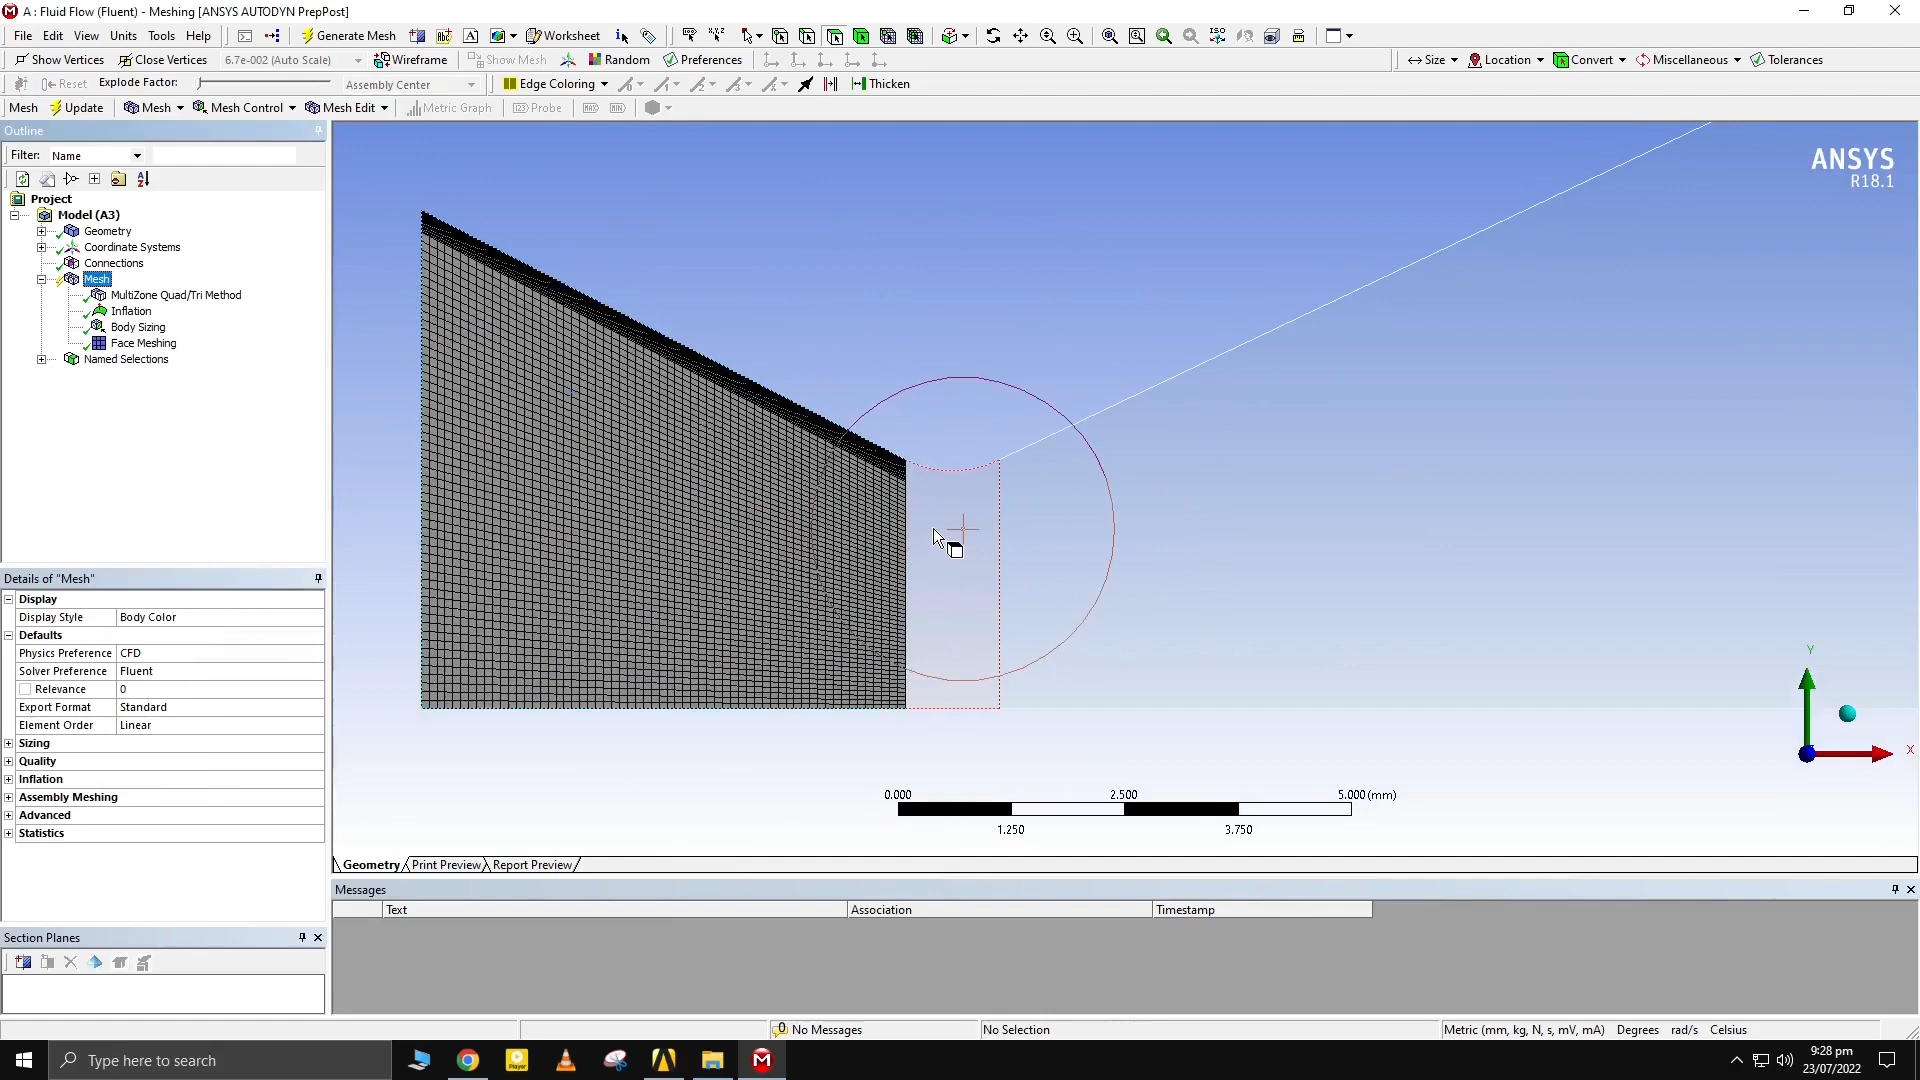 A : Fluid Flow (Fluent) - Meshing [ANSYS AUTODYN PrepPost]
File Edit View Units Tools Help Generate Mesh Worksheet
Show Vertices Close Vertices 6.7e-002 (Auto Scale) Wireframe Show Mesh Random Preferences Size Location Convert Miscellaneous Tolerances
Reset Explode Factor: Assembly Center Edge Coloring Thicken
Mesh Update Mesh Mesh Control Mesh Edit Metric Graph Probe MAX MIN
Outline
Filter: Name
Project
Model (A3)
Geometry
Coordinate Systems
Connections
Mesh
MultiZone Quad/Tri Method
Inflation
Body Sizing
Face Meshing
Named Selections
Details of "Mesh"
Display
Display Style Body Color
Defaults
Physics Preference CFD
Solver Preference Fluent
Relevance 0
Export Format Standard
Element Order Linear
Sizing
Quality
Inflation
Assembly Meshing
Advanced
Statistics
Section Planes
ANSYS
R18.1
Y
X
0.000 2.500 5.000 (mm)
1.250 3.750
Geometry Print Preview Report Preview
Messages
Text Association Timestamp
0 No Messages No Selection Metric (mm, kg, N, s, mV, mA) Degrees rad/s Celsius
Type here to search
Player
9:28 pm
23/07/2022